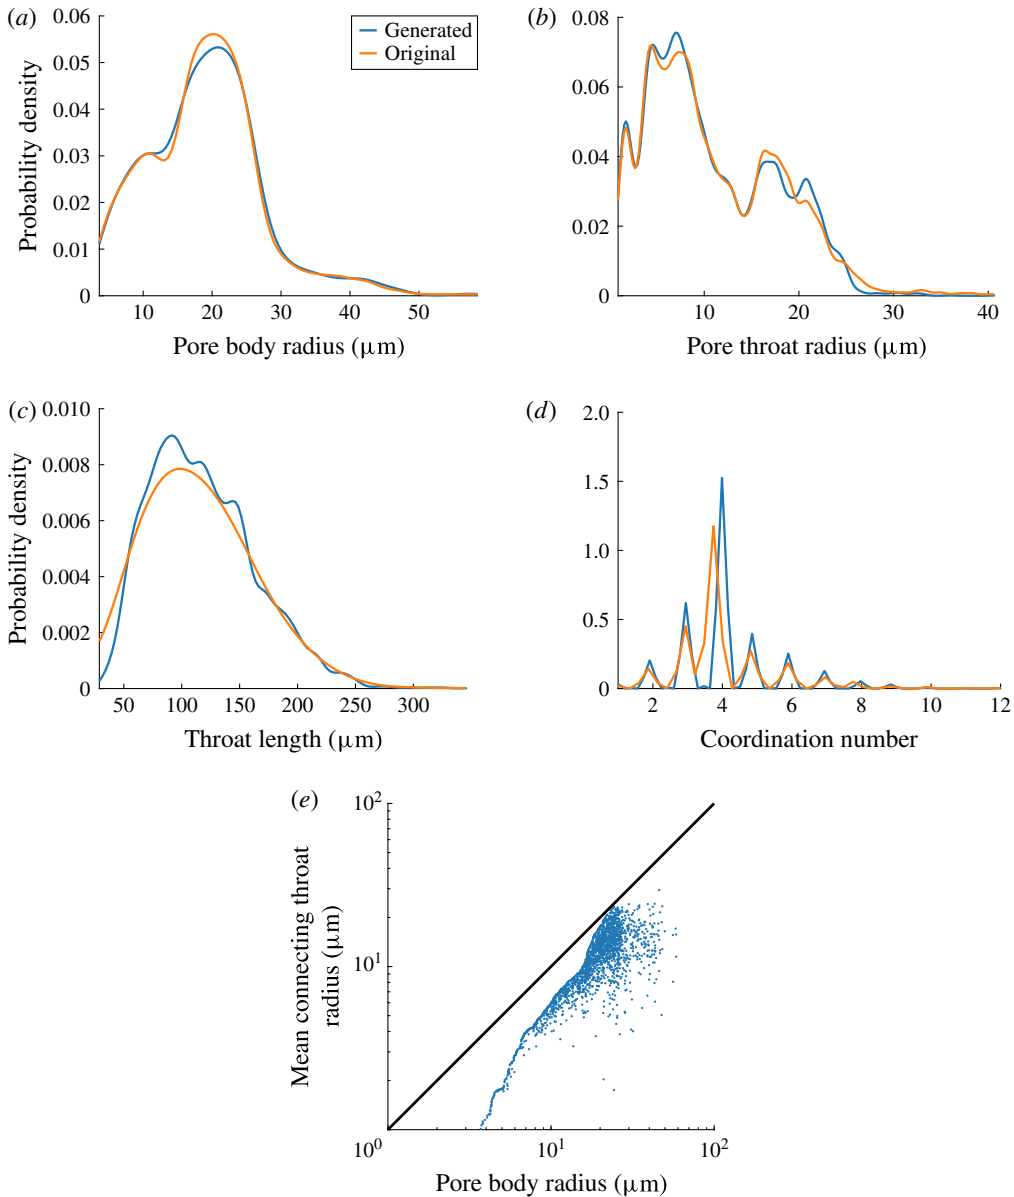 (a)
0.06
0.05
0.04
0.03
0.02
0.01
0
Probability density
10 20 30 40 50
Pore body radius (μm)
Generated
Original
(b)
0.08
0.06
0.04
0.02
0
10 20 30 40
Pore throat radius (μm)
(c)
0.010
0.008
0.006
0.004
0.002
0
Probability density
50 100 150 200 250 300
Throat length (μm)
(d)
2.0
1.5
1.0
0.5
0
2 4 6 8 10 12
Coordination number
(e)
10²
10¹
10⁰ 10¹ 10²
Mean connecting throat
radius (μm)
Pore body radius (μm)